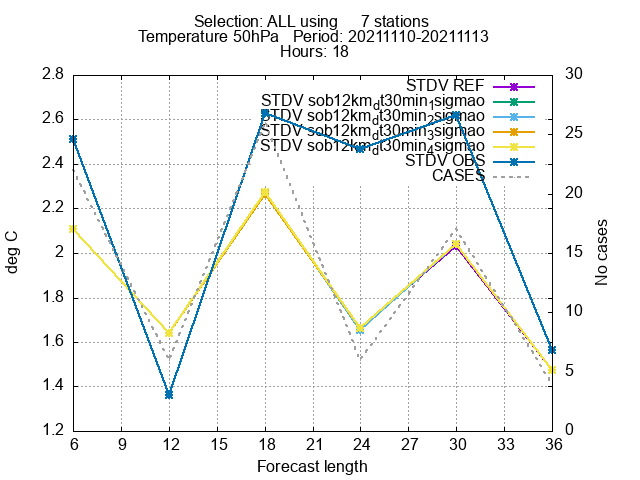 Selection: ALL using     7 stations
Temperature 50hPa   Period: 20211110-20211113
Hours: 18
STDV REF
STDV sob12km_dt30min_1sigmao
STDV sob12km_dt30min_2sigmao
STDV sob12km_dt30min_3sigmao
STDV sob12km_dt30min_4sigmao
STDV OBS
CASES
2.8
2.6
2.4
2.2
2
1.8
1.6
1.4
1.2
deg C
30
25
20
15
10
5
0
No cases
6 9 12 15 18 21 24 27 30 33 36
Forecast length